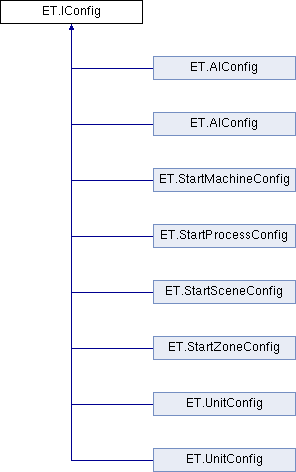 ET.IConfig
ET.AIConfig
ET.AIConfig
ET.StartMachineConfig
ET.StartProcessConfig
ET.StartSceneConfig
ET.StartZoneConfig
ET.UnitConfig
ET.UnitConfig